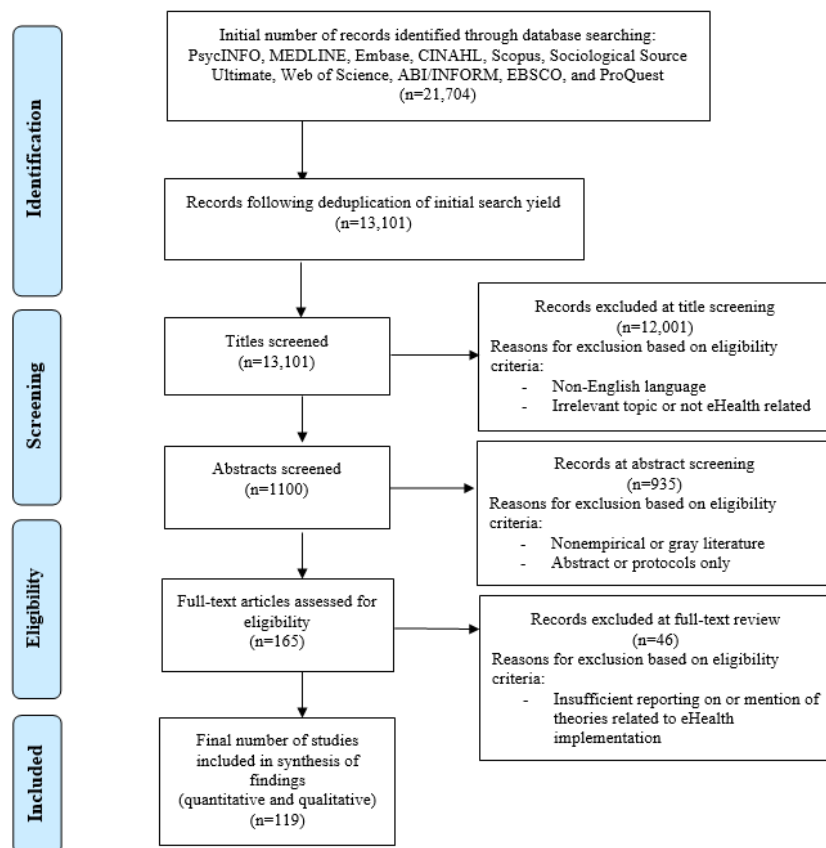 Initial number of records identified through database searching:
PsycINFO, MEDLINE, Embase, CINAHL, Scopus, Sociological Source
Ultimate, Web of Science, ABI/INFORM, EBSCO, and ProQuest
(n=21,704)
Identification
Records following deduplication of initial search yield
(n=13,101)
Screening
Titles screened
(n=13,101)
Records excluded at title screening
(n=12,001)
Reasons for exclusion based on eligibility
criteria:
- Non-English language
- Irrelevant topic or not eHealth related
Abstracts screened
(n=1100)
Records at abstract screening
(n=935)
Reasons for exclusion based on eligibility
criteria:
- Nonempirical or gray literature
- Abstract or protocols only
Eligibility
Full-text articles assessed for
eligibility
(n=165)
Records excluded at full-text review
(n=46)
Reasons for exclusion based on eligibility
criteria:
- Insufficient reporting on or mention of
theories related to eHealth
implementation
Included
Final number of studies
included in synthesis of
findings
(quantitative and qualitative)
(n=119)